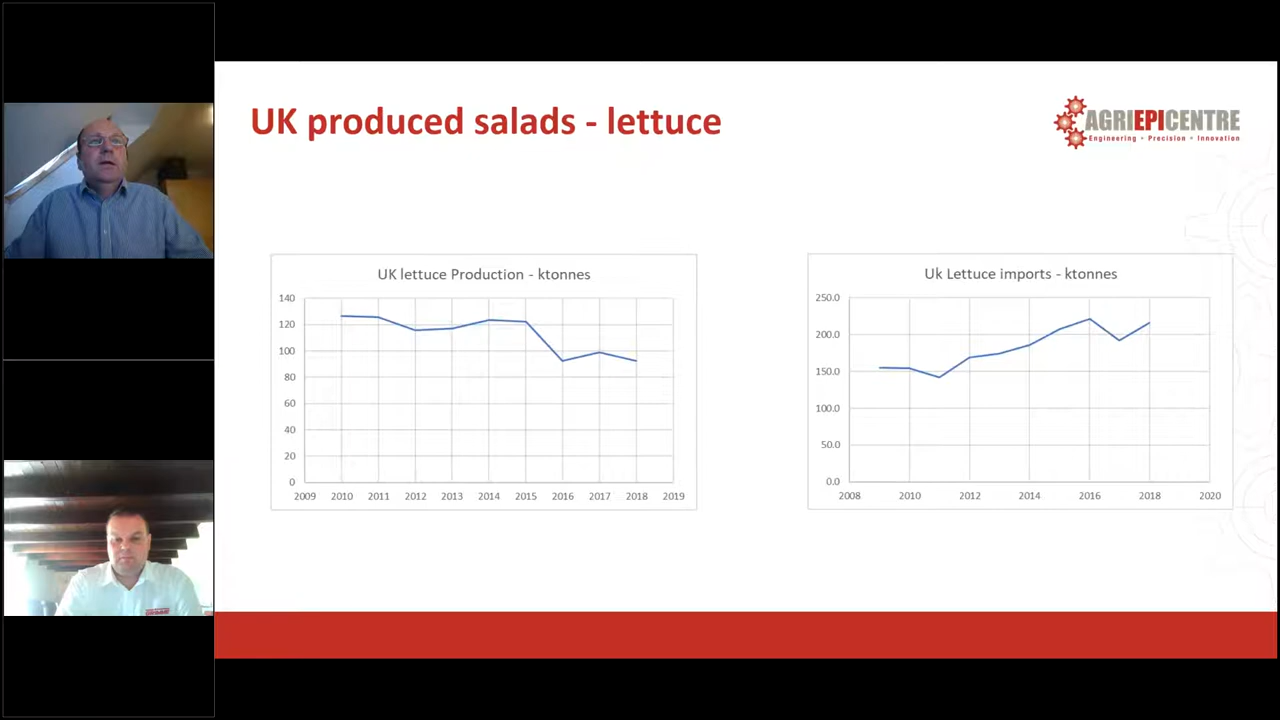 UK produced salads - lettuce
AGRIEPICENTRE
Engineering • Precision • Innovation
UK lettuce Production - ktonnes
140
120
100
80
60
40
20
0
2009 2010 2011 2012 2013 2014 2015 2016 2017 2018 2019
Uk Lettuce imports - ktonnes
250.0
200.0
150.0
100.0
50.0
0.0
2008 2010 2012 2014 2016 2018 2020